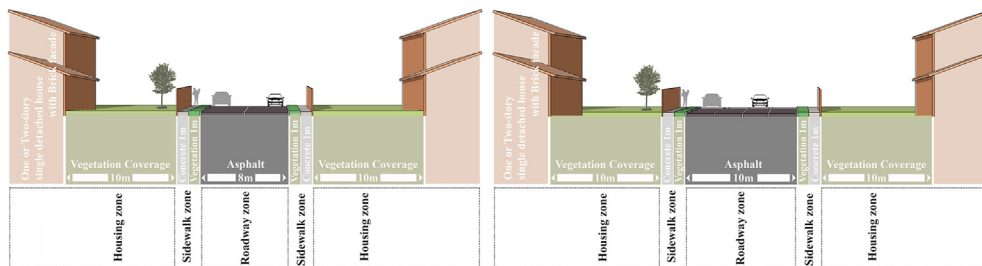 One or Two-story
single detached house
with Brick facade
Vegetation Coverage
10m
Concrete 1m
Vegetation 1m
Asphalt
8m
Vegetation 1m
Concrete 1m
Vegetation Coverage
10m
Housing zone
Sidewalk zone
Roadway zone
Sidewalk zone
Housing zone
One or Two-story
single detached house
with Brick facade
Vegetation Coverage
10m
Concrete 1m
Vegetation 1m
Asphalt
10m
Vegetation 1m
Concrete 1m
Vegetation Coverage
10m
Housing zone
Sidewalk zone
Roadway zone
Sidewalk zone
Housing zone